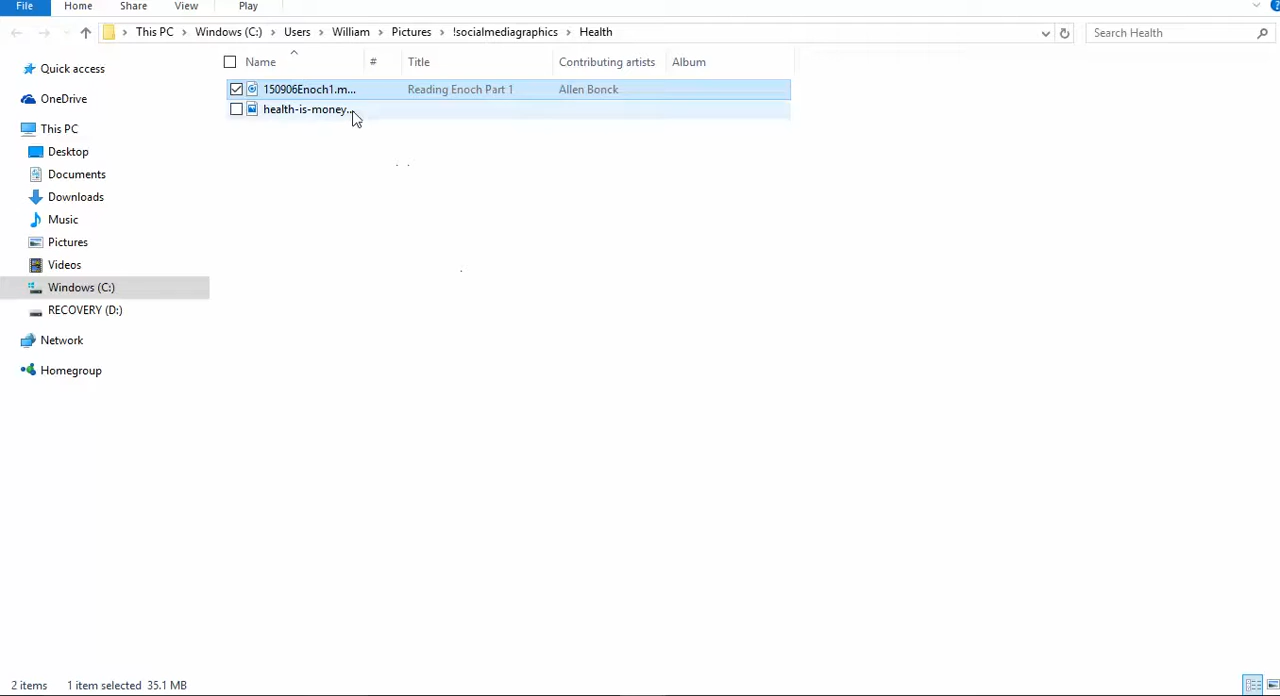 File Home Share View Play
This PC Windows (C:) Users William Pictures !socialmediagraphics Health Search Health
Name # Title Contributing artists Album
150906Enoch1.m... Reading Enoch Part 1 Allen Bonck
health-is-money...
Quick access
OneDrive
This PC
Desktop
Documents
Downloads
Music
Pictures
Videos
Windows (C:)
RECOVERY (D:)
Network
Homegroup
2 items 1 item selected 35.1 MB